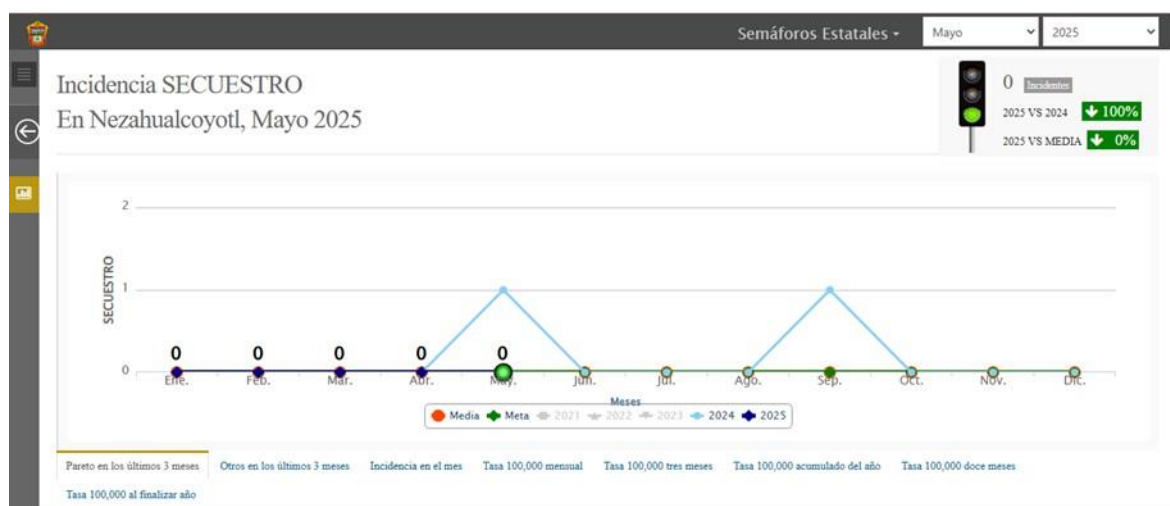 Semáforos Estatales
Mayo
2025
Incidencia SECUESTRO
En Nezahualcoyotl, Mayo 2025
0 Incidentes
2025 VS 2024 100%
2025 VS MEDIA 0%
SECUESTRO
2
1
0
0 0 0 0 0
Ene. Feb. Mar. Abr. May. Jun. Jul. Ago. Sep. Oct. Nov. Dic.
Meses
Media Meta 2021 2022 2023 2024 2025
Pareto en los últimos 3 meses Otros en los últimos 3 meses Incidencia en el mes Tasa 100,000 mensual Tasa 100,000 tres meses Tasa 100,000 acumulado del año Tasa 100,000 doce meses
Tasa 100,000 al finalizar año